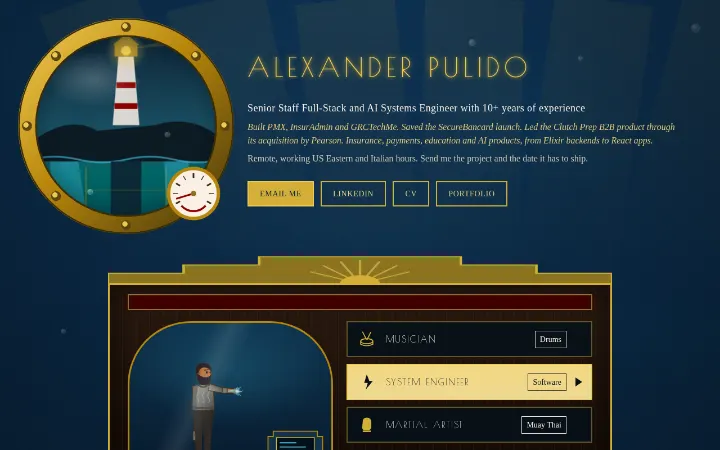 ALEXANDER PULIDO
Senior Staff Full-Stack and AI Systems Engineer with 10+ years of experience
Built PMX, InsurAdmin and GRCTechMe. Saved the SecureBancard launch. Led the Clutch Prep B2B product through
its acquisition by Pearson. Insurance, payments, education and AI products, from Elixir backends to React apps.
Remote, working US Eastern and Italian hours. Send me the project and the date it has to ship.
EMAIL ME
LINKEDIN
CV
PORTFOLIO
MUSICIAN
Drums
SYSTEM ENGINEER
Software
MARTIAL ARTIST
Muay Thai